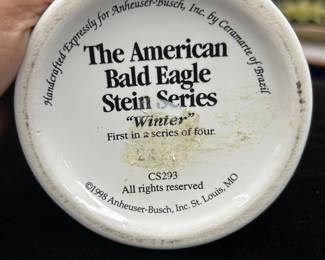 Handcrafted Expressly for Anheuser-Busch, Inc. by Ceramarte of Brazil
The American
Bald Eagle
Stein Series
"Winter"
First in a series of four.
CS293
All rights reserved
©1998 Anheuser-Busch, Inc. St. Louis, MO